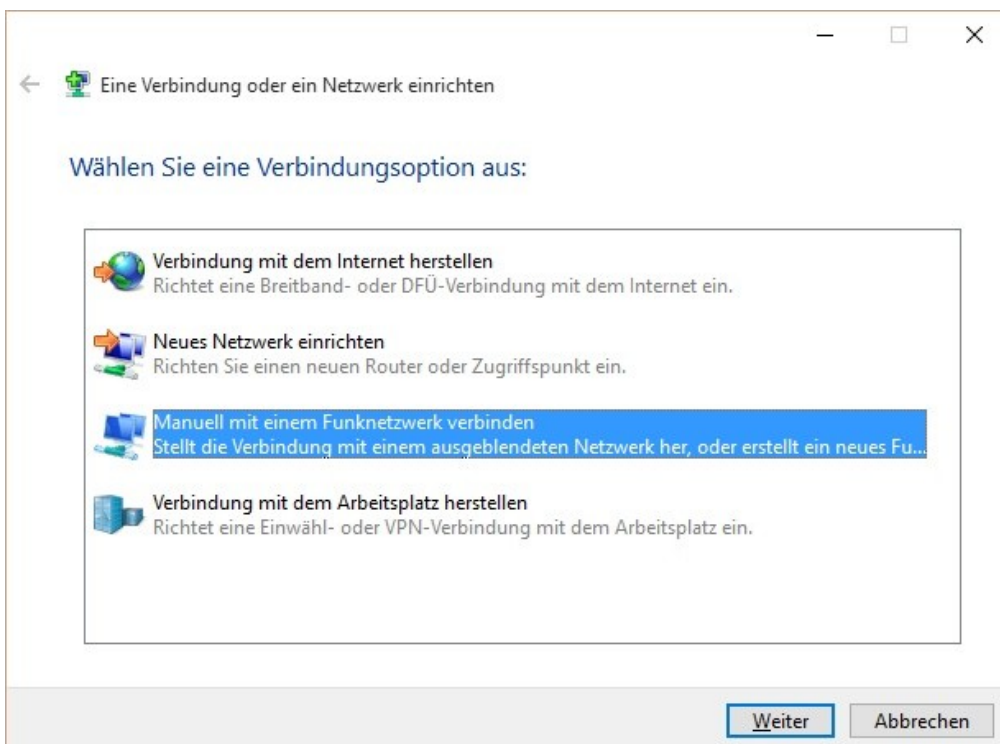 Eine Verbindung oder ein Netzwerk einrichten
Wählen Sie eine Verbindungsoption aus:
Verbindung mit dem Internet herstellen
Richtet eine Breitband- oder DFÜ-Verbindung mit dem Internet ein.
Neues Netzwerk einrichten
Richten Sie einen neuen Router oder Zugriffspunkt ein.
Manuell mit einem Funknetzwerk verbinden
Stellt die Verbindung mit einem ausgeblendeten Netzwerk her, oder erstellt ein neues Fu...
Verbindung mit dem Arbeitsplatz herstellen
Richtet eine Einwähl- oder VPN-Verbindung mit dem Arbeitsplatz ein.
Weiter Abbrechen